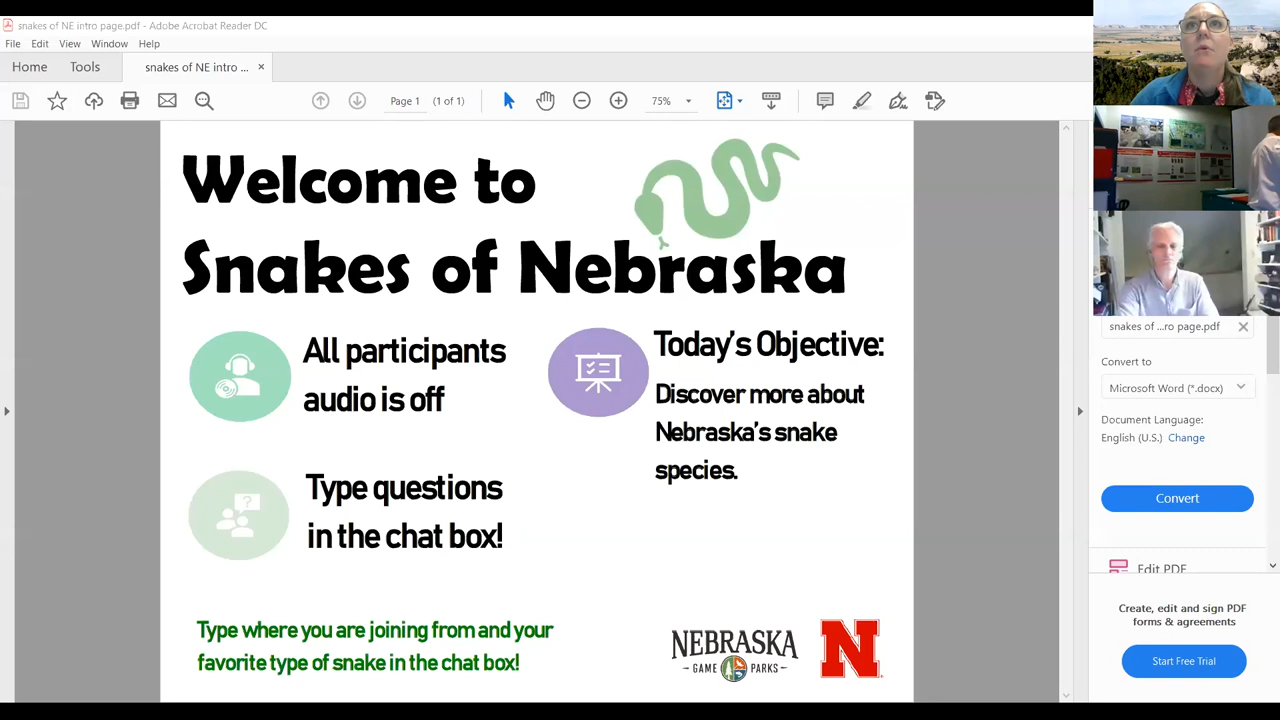 snakes of NE intro page.pdf - Adobe Acrobat Reader DC
File Edit View Window Help
Home Tools snakes of NE intro ... ×
Page 1 (1 of 1) 75%
Welcome to
Snakes of Nebraska
All participants
audio is off
Today's Objective:
Discover more about
Nebraska's snake
species.
Type questions
in the chat box!
Type where you are joining from and your
favorite type of snake in the chat box!
NEBRASKA
GAME PARKS
N
snakes of ...ro page.pdf
Convert to
Microsoft Word (*.docx)
Document Language:
English (U.S.) Change
Convert
Edit PDF
Create, edit and sign PDF
forms & agreements
Start Free Trial